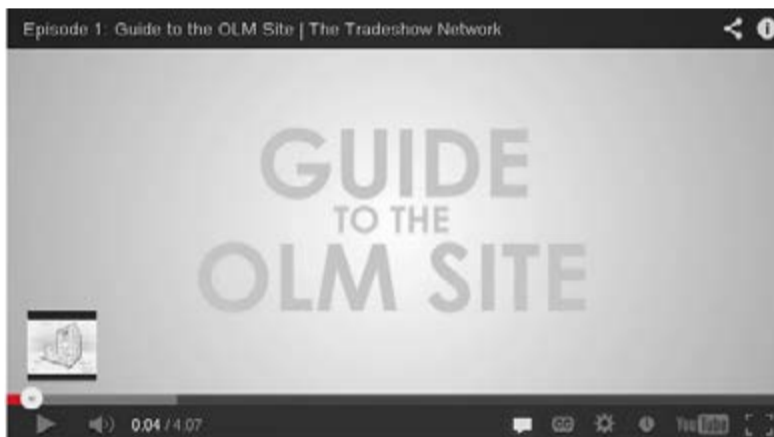 Episode 1: Guide to the OLM Site | The Tradeshow Network
GUIDE
TO THE
OLM SITE
0:04 / 4:07
YouTube